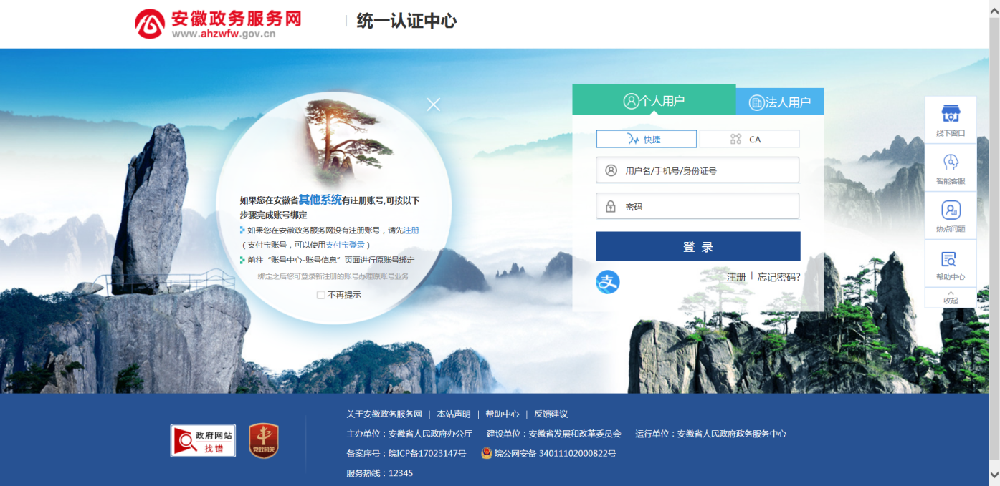 安徽政务服务网
www.ahzwfw.gov.cn
统一认证中心
个人用户
法人用户
快捷
CA
用户名/手机号/身份证号
密码
登 录
注册 | 忘记密码?
如果您在安徽省其他系统有注册账号,可按以下
步骤完成账号绑定
如果您在安徽政务服务网没有注册账号，请先注册
（支付宝账号，可以使用支付宝登录）
前往“账号中心-账号信息”页面进行原账号绑定
绑定之后您可登录新注册的账号办理原账号业务
不再提示
线下窗口
智能客服
热点问题
帮助中心
收起
支
政府网站
找错
党政机关
关于安徽政务服务网 | 本站声明 | 帮助中心 | 反馈建议
主办单位：安徽省人民政府办公厅 建设单位：安徽省发展和改革委员会 运行单位：安徽省人民政府政务服务中心
备案序号：皖ICP备17023147号 皖公网安备 34011102000822号
服务热线：12345